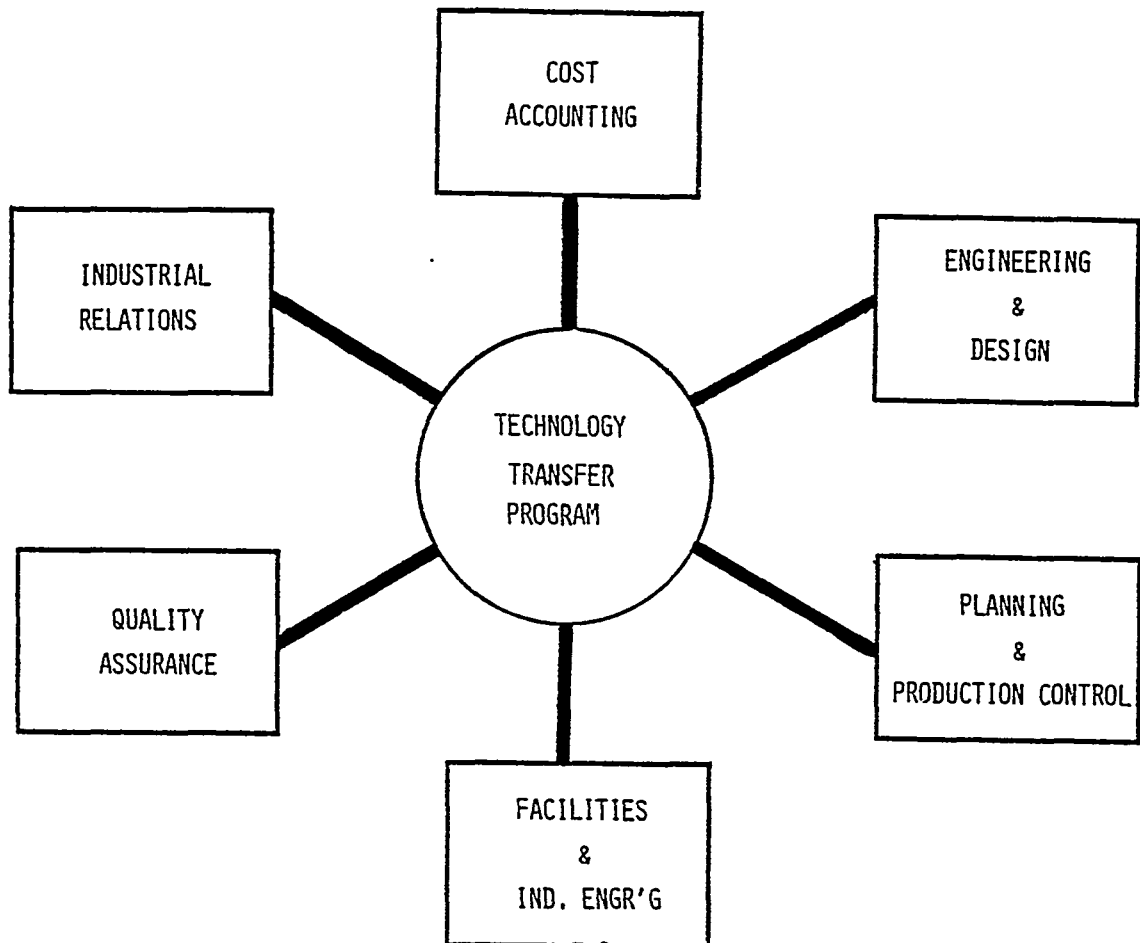 COST
ACCOUNTING
INDUSTRIAL
RELATIONS
ENGINEERING
&
DESIGN
TECHNOLOGY
TRANSFER
PROGRAM
QUALITY
ASSURANCE
PLANNING
&
PRODUCTION CONTROL
FACILITIES
&
IND. ENGR'G